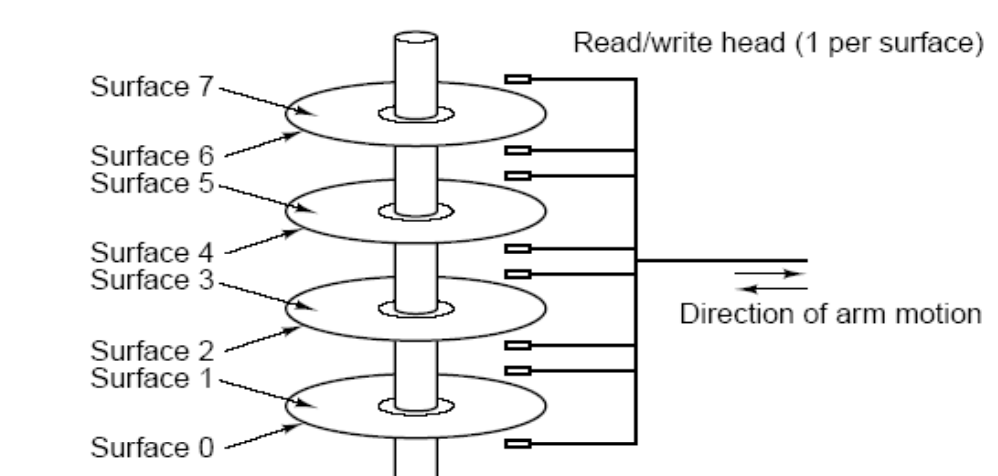 Read/write head (1 per surface)
Surface 7
Surface 6
Surface 5
Surface 4
Surface 3
Direction of arm motion
Surface 2
Surface 1
Surface 0